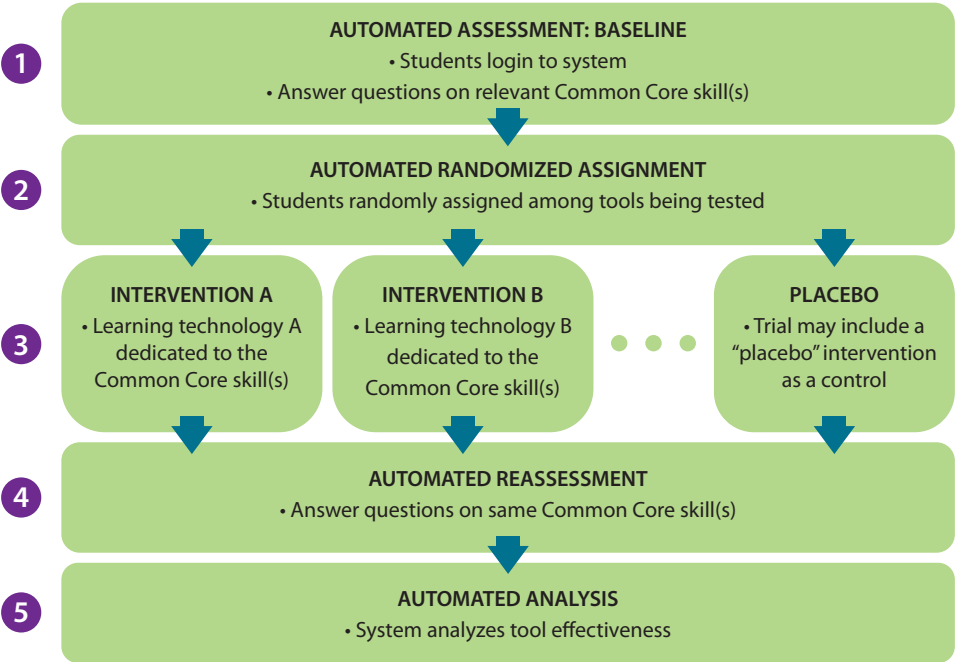 1
AUTOMATED ASSESSMENT: BASELINE
• Students login to system
• Answer questions on relevant Common Core skill(s)
2
AUTOMATED RANDOMIZED ASSIGNMENT
• Students randomly assigned among tools being tested
3
INTERVENTION A
• Learning technology A
dedicated to the
Common Core skill(s)
INTERVENTION B
• Learning technology B
dedicated to the
Common Core skill(s)
PLACEBO
• Trial may include a
“placebo” intervention
as a control
4
AUTOMATED REASSESSMENT
• Answer questions on same Common Core skill(s)
5
AUTOMATED ANALYSIS
• System analyzes tool effectiveness